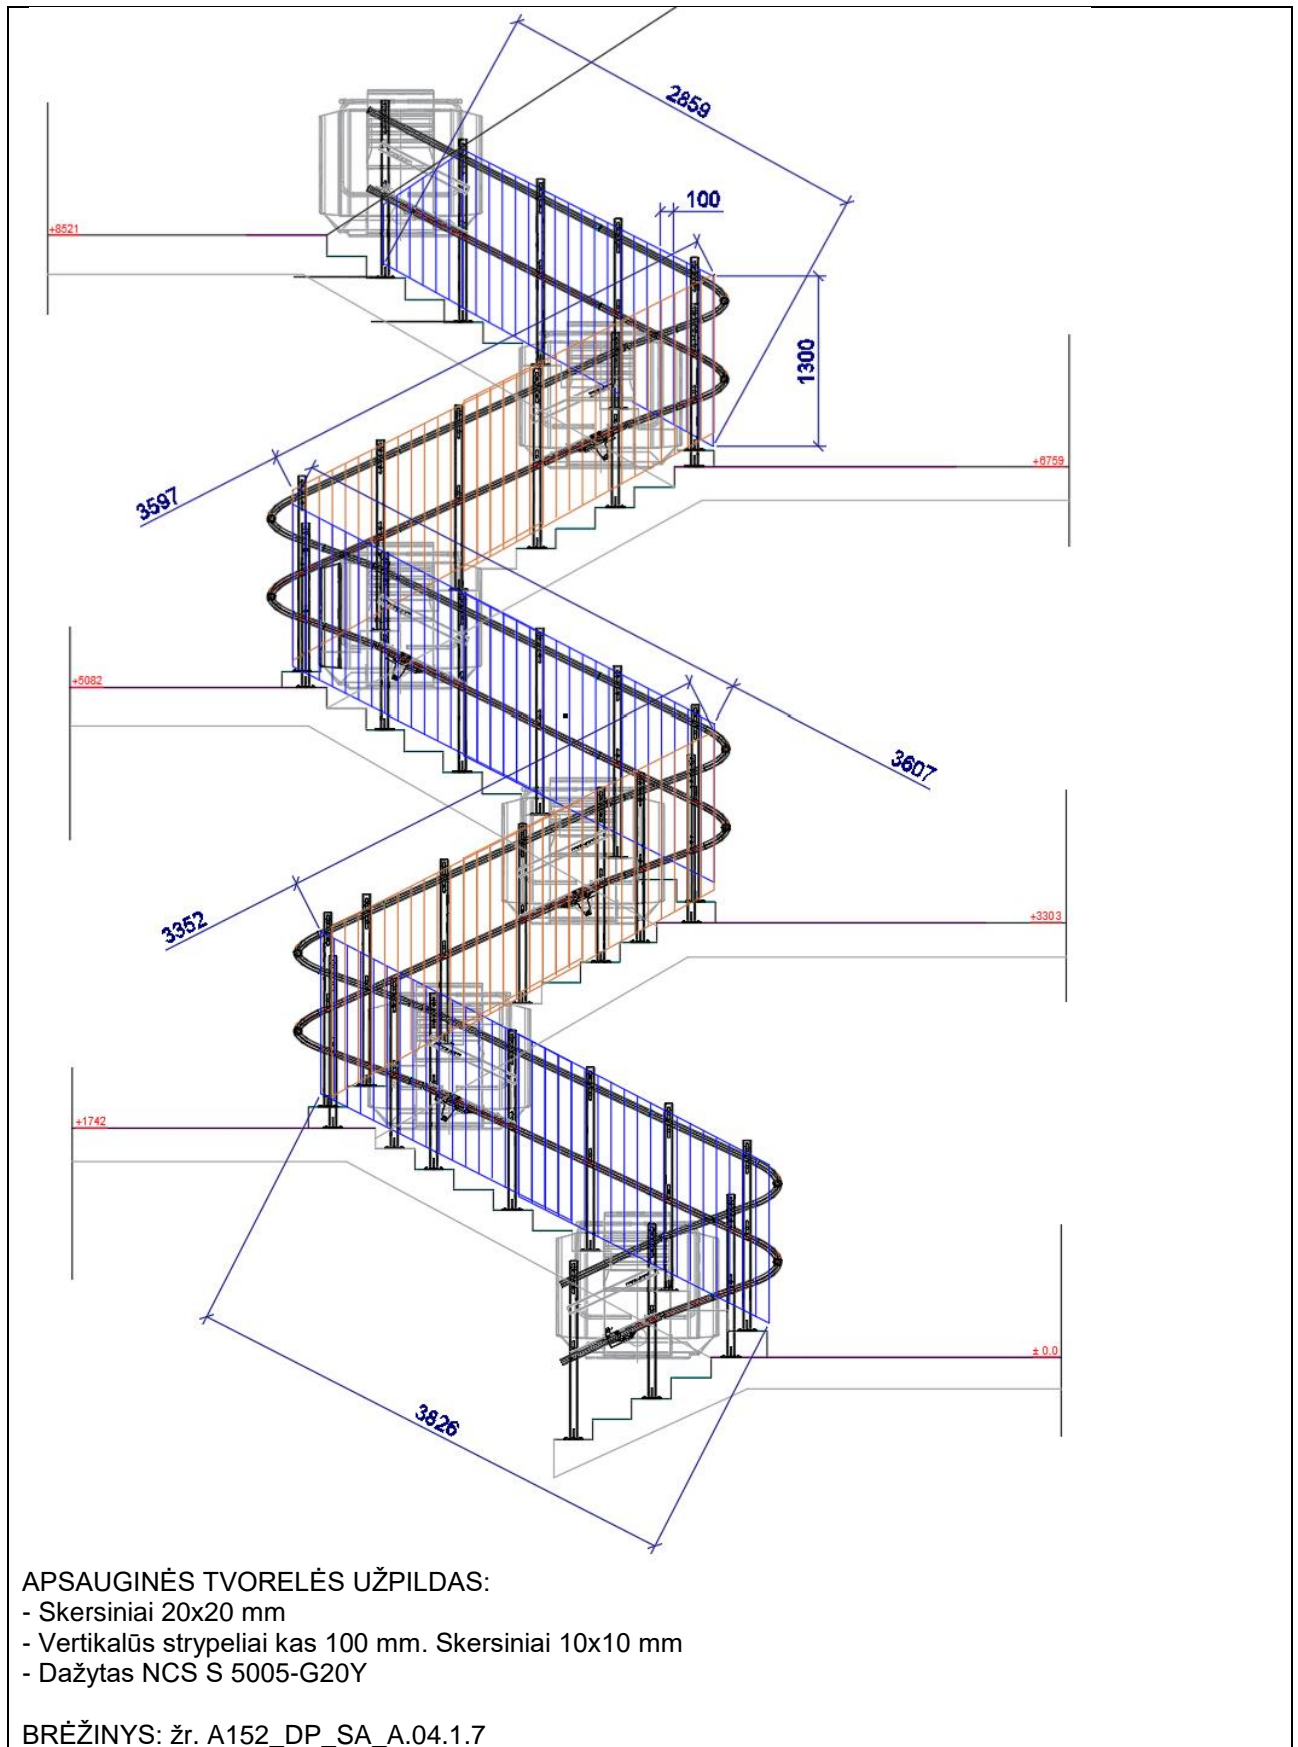 2859
100
+8521
1300
+6759
3597
+5082
3607
3352
+3303
+1742
± 0.0
3826
APSAUGINĖS TVORELĖS UŽPILDAS:
- Skersiniai 20x20 mm
- Vertikalūs strypeliai kas 100 mm. Skersiniai 10x10 mm
- Dažytas NCS S 5005-G20Y
BRĖŽINYS: žr. A152_DP_SA_A.04.1.7